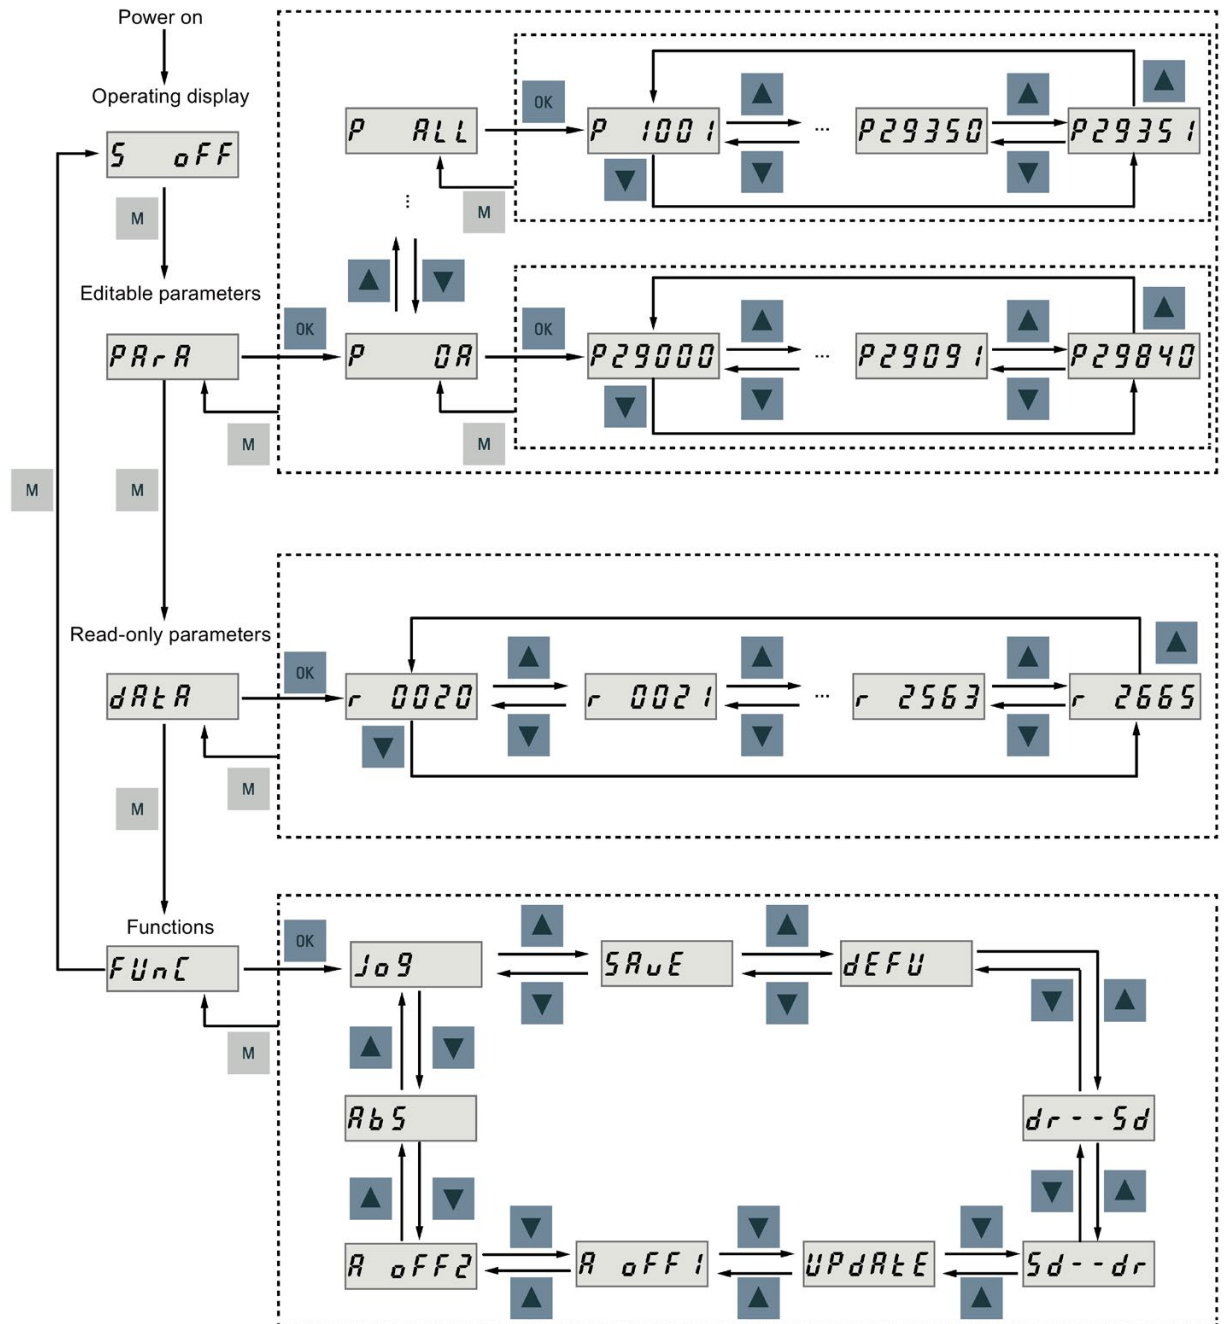 Power on
Operating display
S oFF
M
Editable parameters
PArA
OK
P ALL
OK
P 1001
...
P29350
P29351
M
...
P 0A
OK
P29000
...
P29091
P29840
M
M
M
M
Read-only parameters
dAtA
OK
r 0020
r 0021
...
r 2563
r 2665
M
M
Functions
FUnC
OK
Jog
SAvE
dEFU
M
AbS
dr--Sd
A oFF2
A oFF1
UPdAtE
Sd--dr